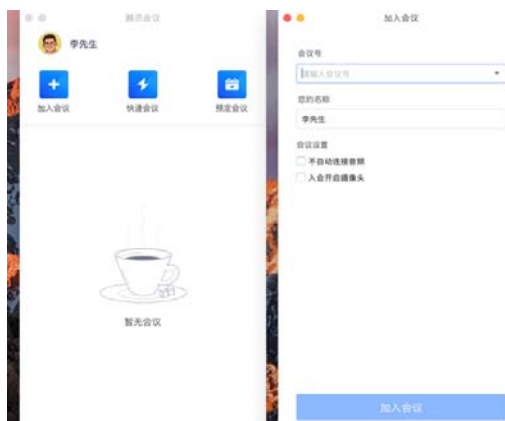 腾讯会议
李先生
加入会议
快速会议
预定会议
暂无会议
加入会议
会议号
请输入会议号
您的名称
李先生
会议设置
不自动连接音频
入会开启摄像头
加入会议